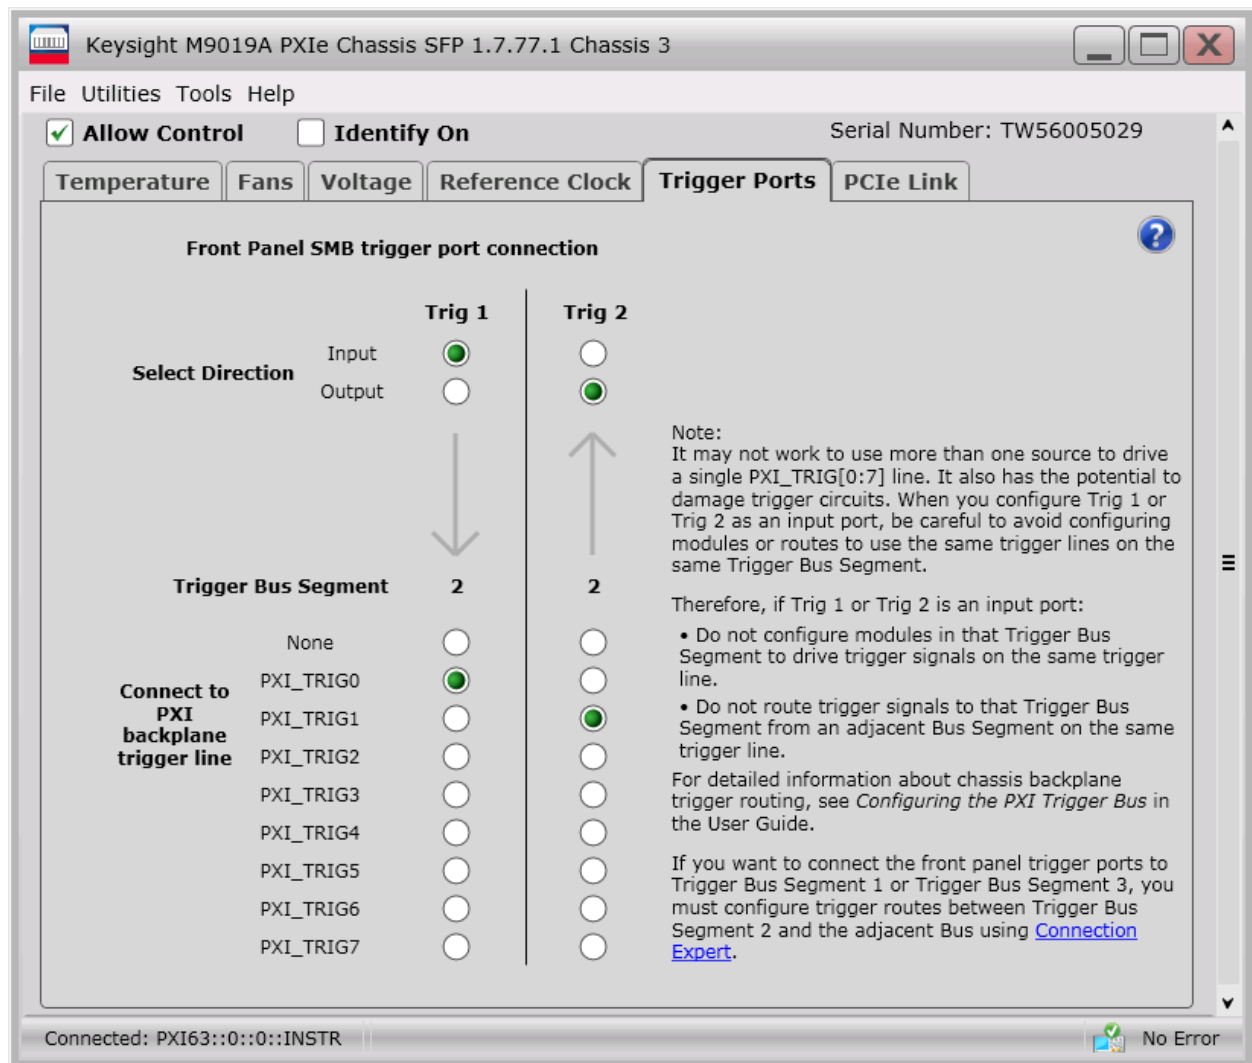 Keysight M9019A PXIe Chassis SFP 1.7.77.1 Chassis 3
File Utilities Tools Help
Allow Control Identify On Serial Number: TW56005029
Temperature Fans Voltage Reference Clock Trigger Ports PCIe Link
Front Panel SMB trigger port connection
?
Trig 1 Trig 2
Select Direction
Input
Output
Trigger Bus Segment 2 2
Connect to
PXI
backplane
trigger line
None
PXI_TRIG0
PXI_TRIG1
PXI_TRIG2
PXI_TRIG3
PXI_TRIG4
PXI_TRIG5
PXI_TRIG6
PXI_TRIG7
Note:
It may not work to use more than one source to drive
a single PXI_TRIG[0:7] line. It also has the potential to
damage trigger circuits. When you configure Trig 1 or
Trig 2 as an input port, be careful to avoid configuring
modules or routes to use the same trigger lines on the
same Trigger Bus Segment.
Therefore, if Trig 1 or Trig 2 is an input port:
• Do not configure modules in that Trigger Bus
Segment to drive trigger signals on the same trigger
line.
• Do not route trigger signals to that Trigger Bus
Segment from an adjacent Bus Segment on the same
trigger line.
For detailed information about chassis backplane
trigger routing, see Configuring the PXI Trigger Bus in
the User Guide.
If you want to connect the front panel trigger ports to
Trigger Bus Segment 1 or Trigger Bus Segment 3, you
must configure trigger routes between Trigger Bus
Segment 2 and the adjacent Bus using Connection
Expert.
Connected: PXI63::0::0::INSTR No Error